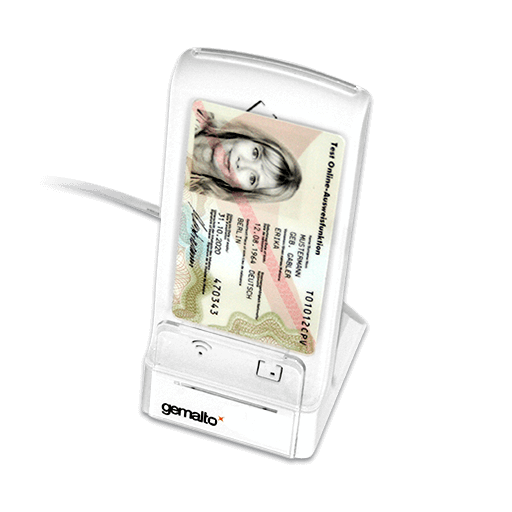 Test Online-Ausweisfunktion
T01012CPV
MUSTERMANN
GEB. GABLER
ERIKA
12.08.1964 DEUTSCH
BERLIN
31.10.2020 470343
gemalto